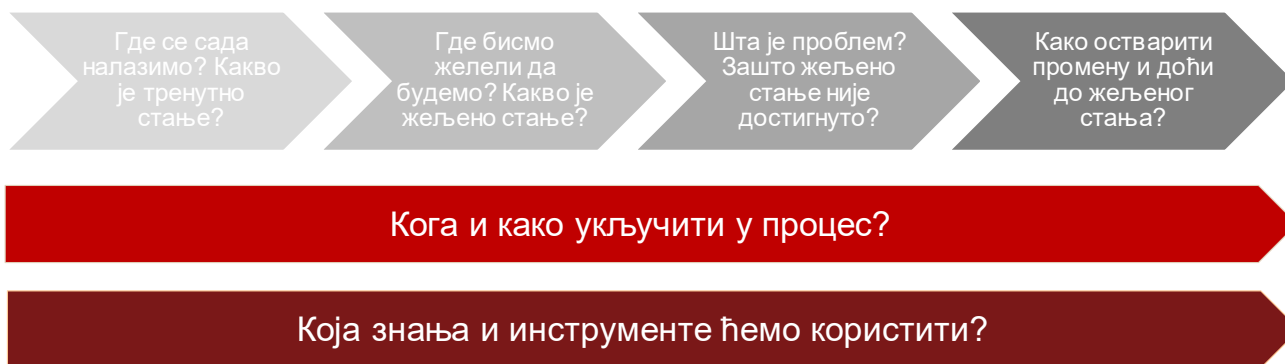 Где се сада
налазимо? Какво
је тренутно
стање?
Где бисмо
желели да
будемо? Какво је
жељено стање?
Шта је проблем?
Зашто жељено
стање није
достигнуто?
Како остварити
промену и доћи
до жељеног
стања?
Кога и како укључити у процес?
Која знања и инструменте ћемо користити?